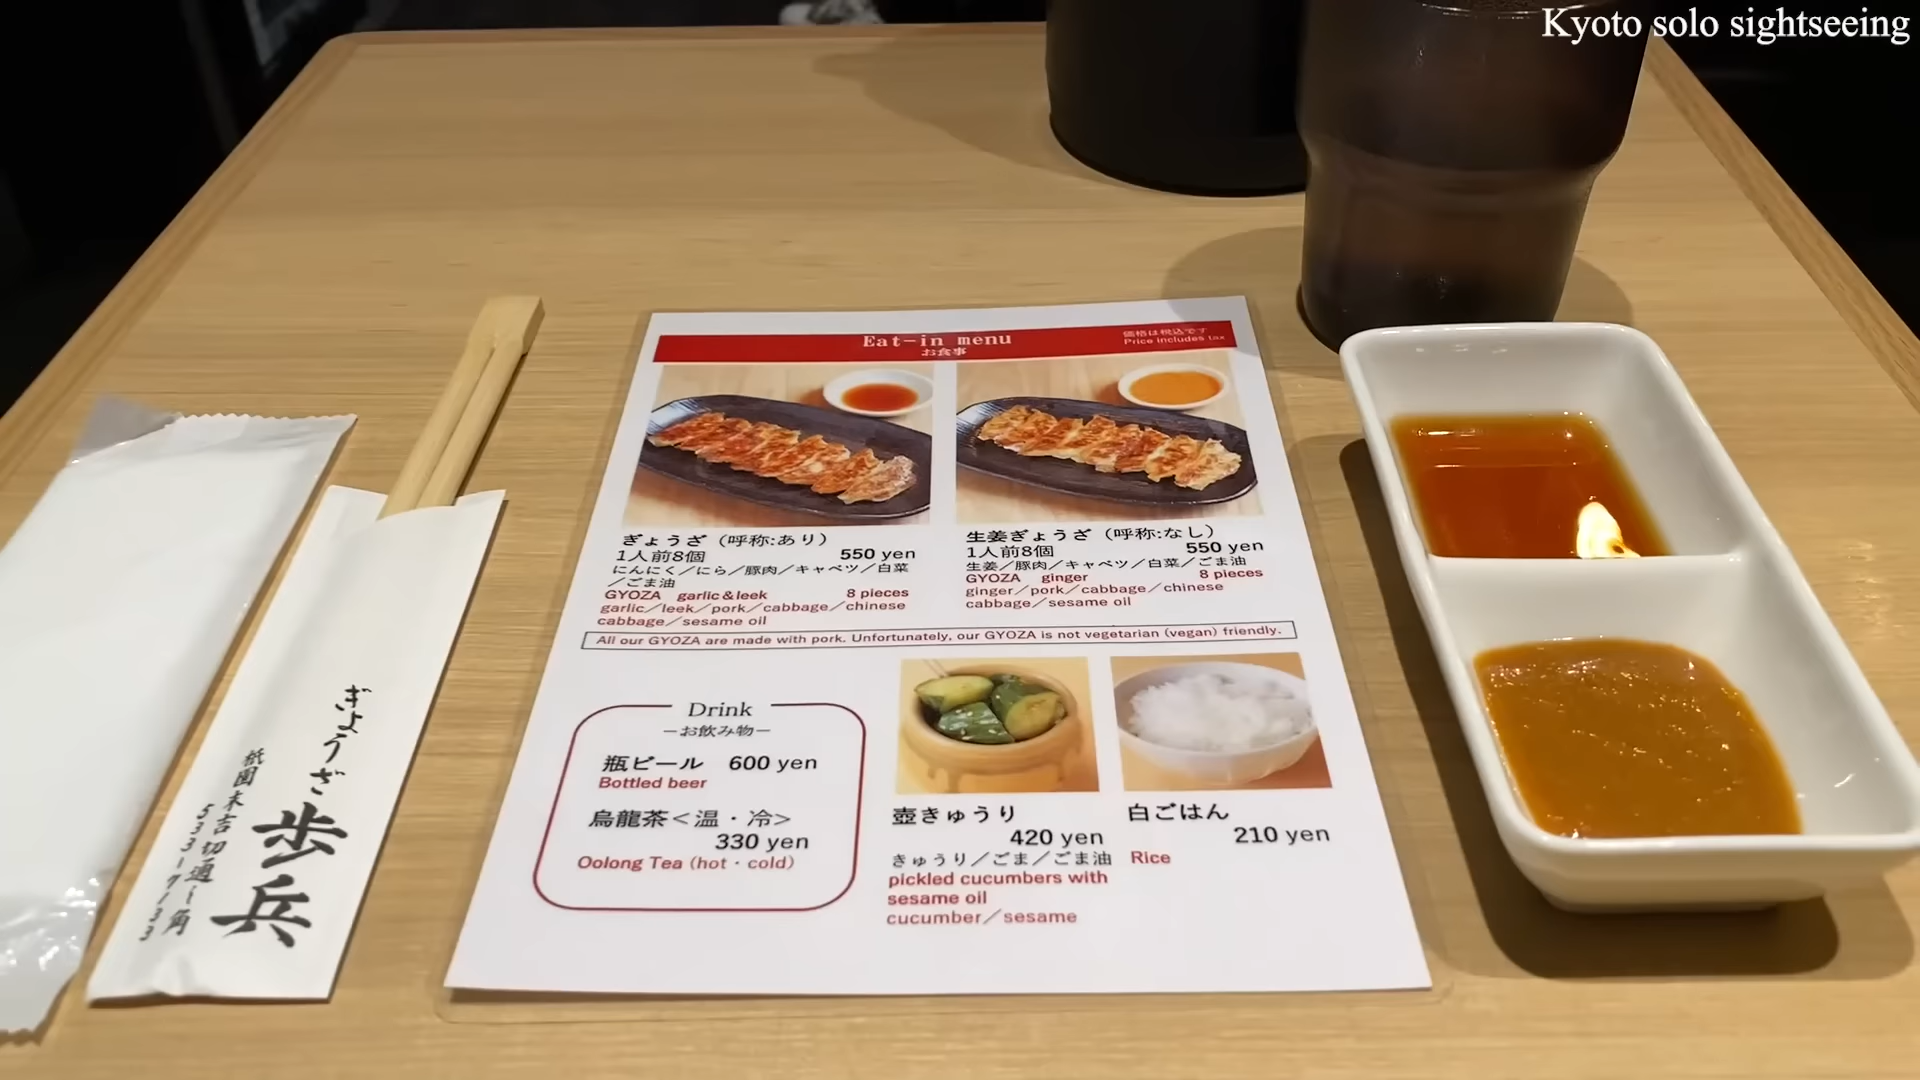 Kyoto solo sightseeing
Eat-in menu
お食事
価格は税込です
Price includes tax
ぎょうざ（呼称:あり）
1人前8個
550 yen
にんにく／にら／豚肉／キャベツ／白菜
／ごま油
GYOZA garlic&leek 8 pieces
garlic／leek／pork／cabbage／chinese
cabbage／sesame oil
生姜ぎょうざ（呼称:なし）
1人前8個
550 yen
生姜／豚肉／キャベツ／白菜／ごま油
GYOZA ginger 8 pieces
ginger／pork／cabbage／chinese
cabbage／sesame oil
All our GYOZA are made with pork. Unfortunately, our GYOZA is not vegetarian (vegan) friendly.
Drink
－お飲み物－
瓶ビール 600 yen
Bottled beer
烏龍茶＜温・冷＞
330 yen
Oolong Tea (hot・cold)
壺きゅうり
420 yen
きゅうり／ごま／ごま油
pickled cucumbers with
sesame oil
cucumber／sesame
白ごはん
210 yen
Rice
ぎょうざ
歩兵
祇園末吉切通し角
533-7133